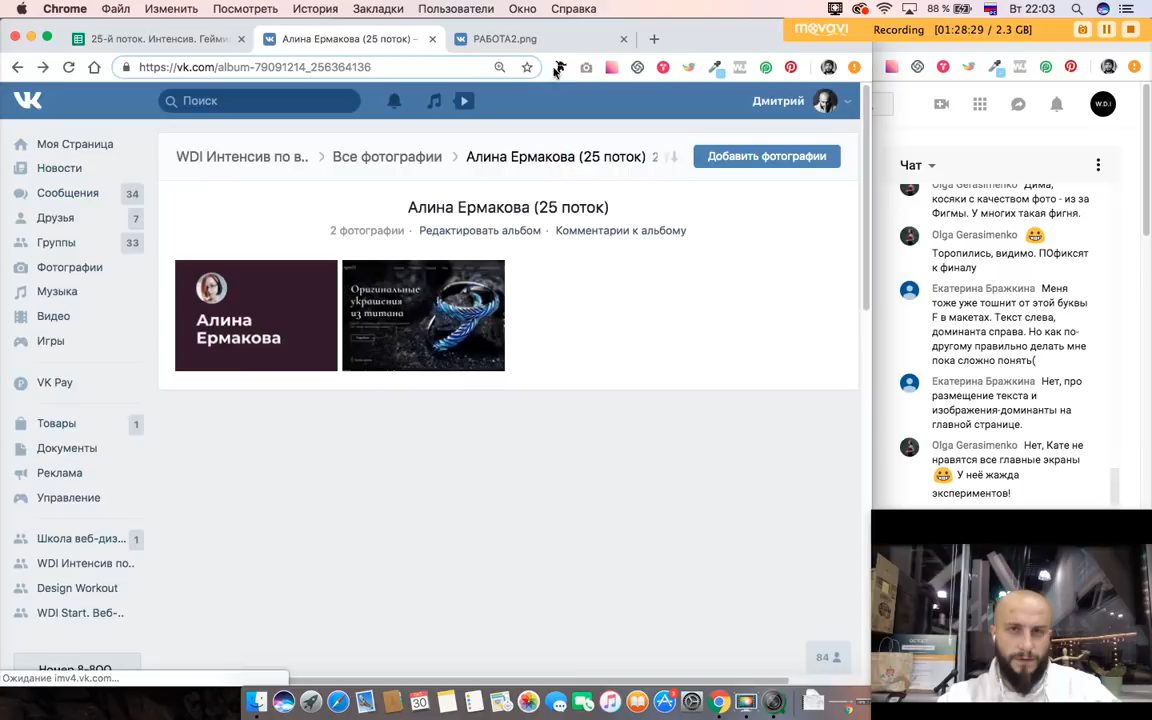 Chrome Файл Изменить Посмотреть История Закладки Пользователи Окно Справка
88 % Вт 22:03
movavi Recording [01:28:29 / 2.3 GB]
25-й поток. Интенсив. Гейми
Алина Ермакова (25 поток) –
РАБОТА2.png
https://vk.com/album-79091214_256364136
Поиск
Дмитрий
W.D.I
Моя Страница
Новости
Сообщения 34
Друзья 7
Группы 33
Фотографии
Музыка
Видео
Игры
VK Pay
Товары 1
Документы
Реклама
Управление
Школа веб-диз... 1
WDI Интенсив по..
Design Workout
WDI Start. Веб-..
Номер 8-800
Ожидание imv4.vk.com...
WDI Интенсив по в.. Все фотографии Алина Ермакова (25 поток) 2
Добавить фотографии
Алина Ермакова (25 поток)
2 фотографии · Редактировать альбом · Комментарии к альбому
Алина
Ермакова
Оригинальные
украшения
из титана
84
Чат
Olga Gerasimenko Дима,
косяки с качеством фото - из за
Фигмы. У многих такая фигня.
Olga Gerasimenko
Торопились, видимо. ПОфиксят
к финалу
Екатерина Бражкина Меня
тоже уже тошнит от этой буквы
F в макетах. Текст слева,
доминанта справа. Но как по-
другому правильно делать мне
пока сложно понять(
Екатерина Бражкина Нет, про
размещение текста и
изображения-доминанты на
главной странице.
Olga Gerasimenko Нет, Кате не
нравятся все главные экраны
У неё жажда
экспериментов!